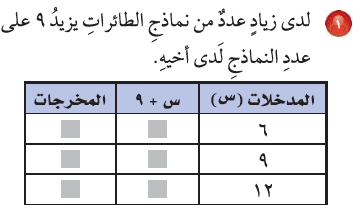 ١ لدى زيادٍ عددٌ من نماذجِ الطائراتِ يزيدُ ٩ على
عددِ النماذجِ لَدى أخيهِ.
المدخلات (س) س + ٩ المخرجات
٦
٩
١٢